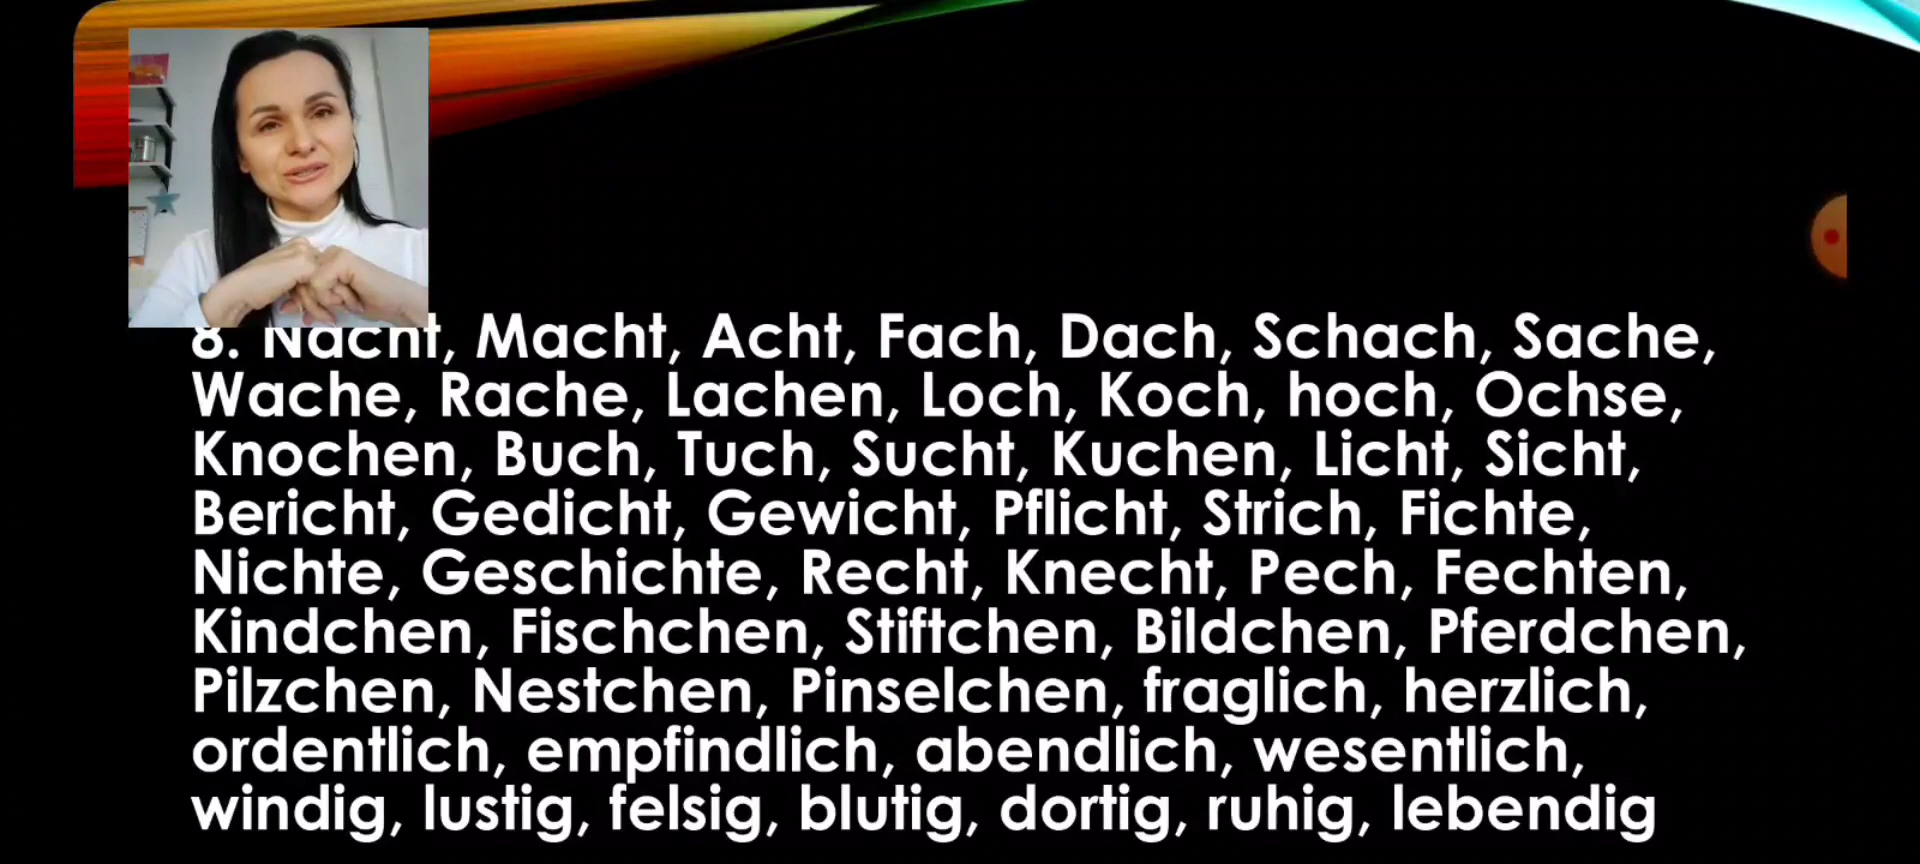 8. Nacht, Macht, Acht, Fach, Dach, Schach, Sache,
Wache, Rache, Lachen, Loch, Koch, hoch, Ochse,
Knochen, Buch, Tuch, Sucht, Kuchen, Licht, Sicht,
Bericht, Gedicht, Gewicht, Pflicht, Strich, Fichte,
Nichte, Geschichte, Recht, Knecht, Pech, Fechten,
Kindchen, Fischchen, Stiftchen, Bildchen, Pferdchen,
Pilzchen, Nestchen, Pinselchen, fraglich, herzlich,
ordentlich, empfindlich, abendlich, wesentlich,
windig, lustig, felsig, blutig, dortig, ruhig, lebendig